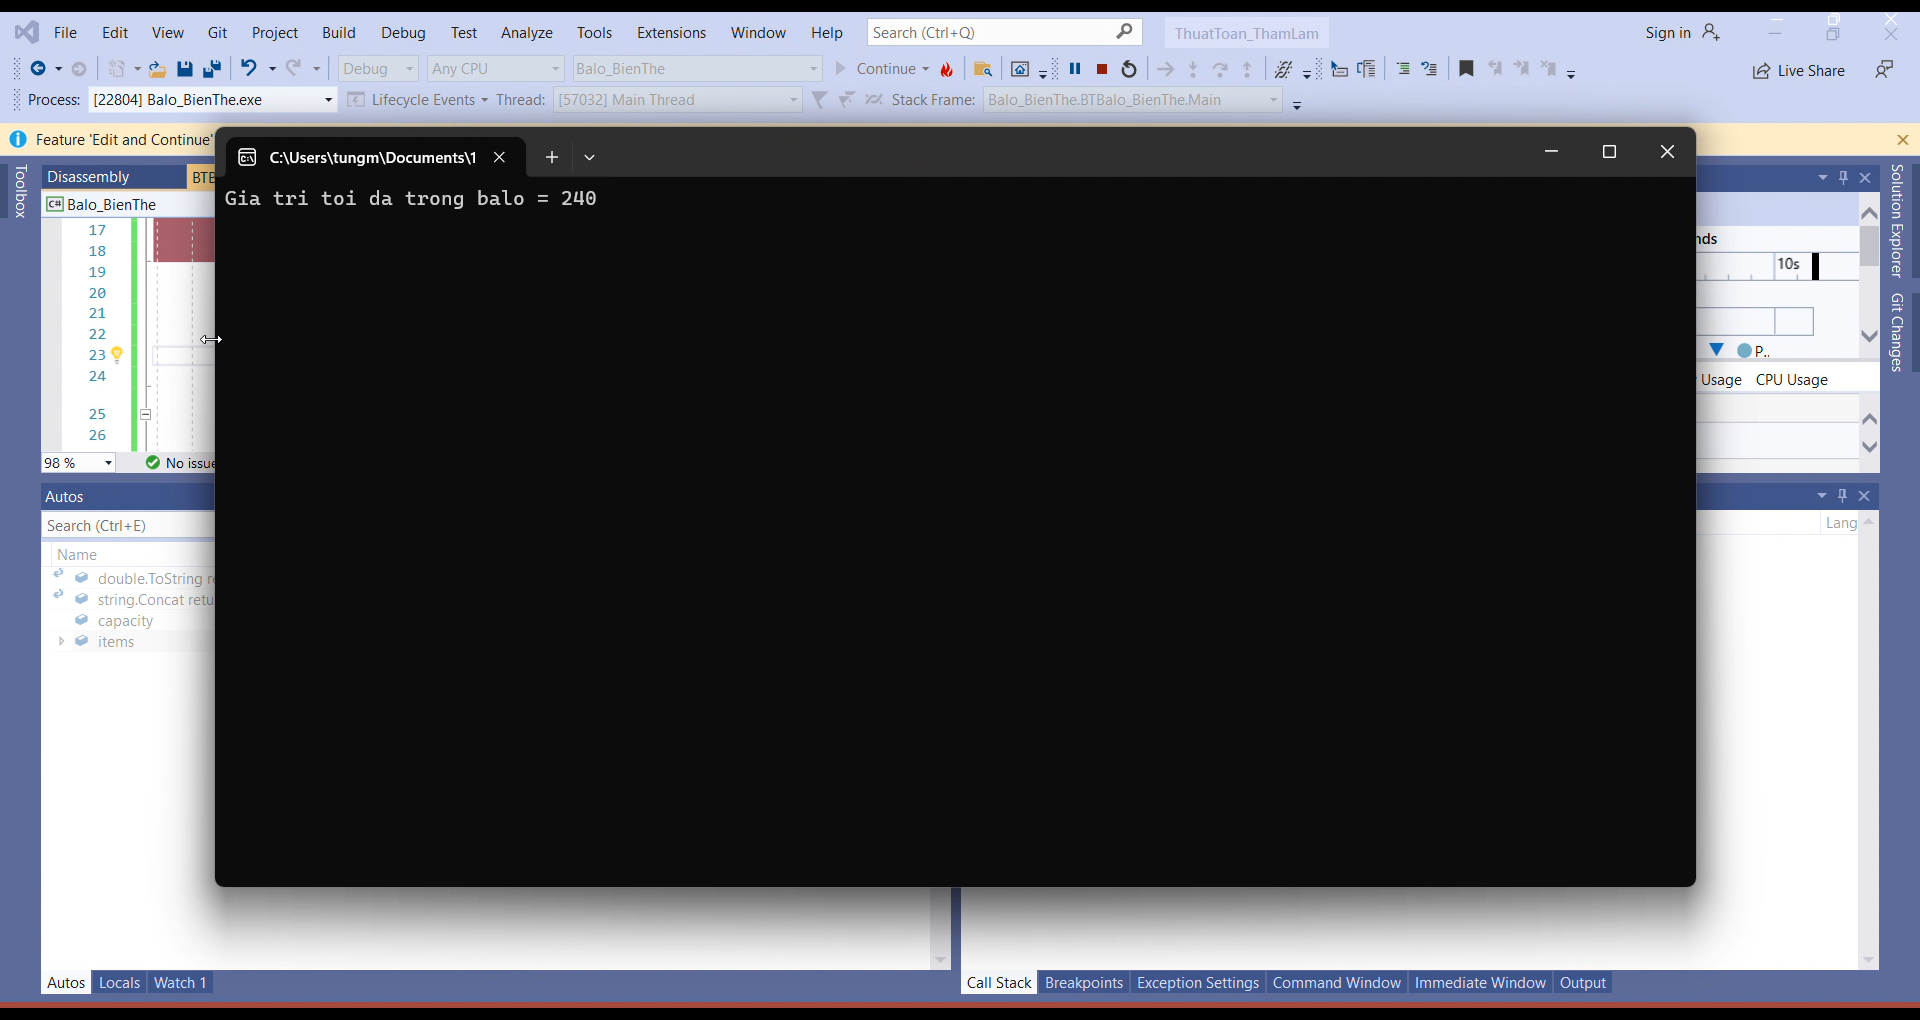 File Edit View Git Project Build Debug Test Analyze Tools Extensions Window Help Search (Ctrl+Q) ThuatToan_ThamLam Sign in
Debug Any CPU Balo_BienThe Continue Live Share
Process: [22804] Balo_BienThe.exe Lifecycle Events Thread: [57032] Main Thread Stack Frame: Balo_BienThe.BTBalo_BienThe.Main
Feature 'Edit and Continue'
C:\Users\tungm\Documents\1
Gia tri toi da trong balo = 240
Toolbox
Disassembly
Balo_BienThe
17
18
19
20
21
22
23
24
25
26
98 % No issue
Autos
Search (Ctrl+E)
Name
double.ToString
string.Concat
capacity
items
Autos Locals Watch 1
10s
P..
Usage CPU Usage
Lang
Call Stack Breakpoints Exception Settings Command Window Immediate Window Output
Solution Explorer
Git Changes